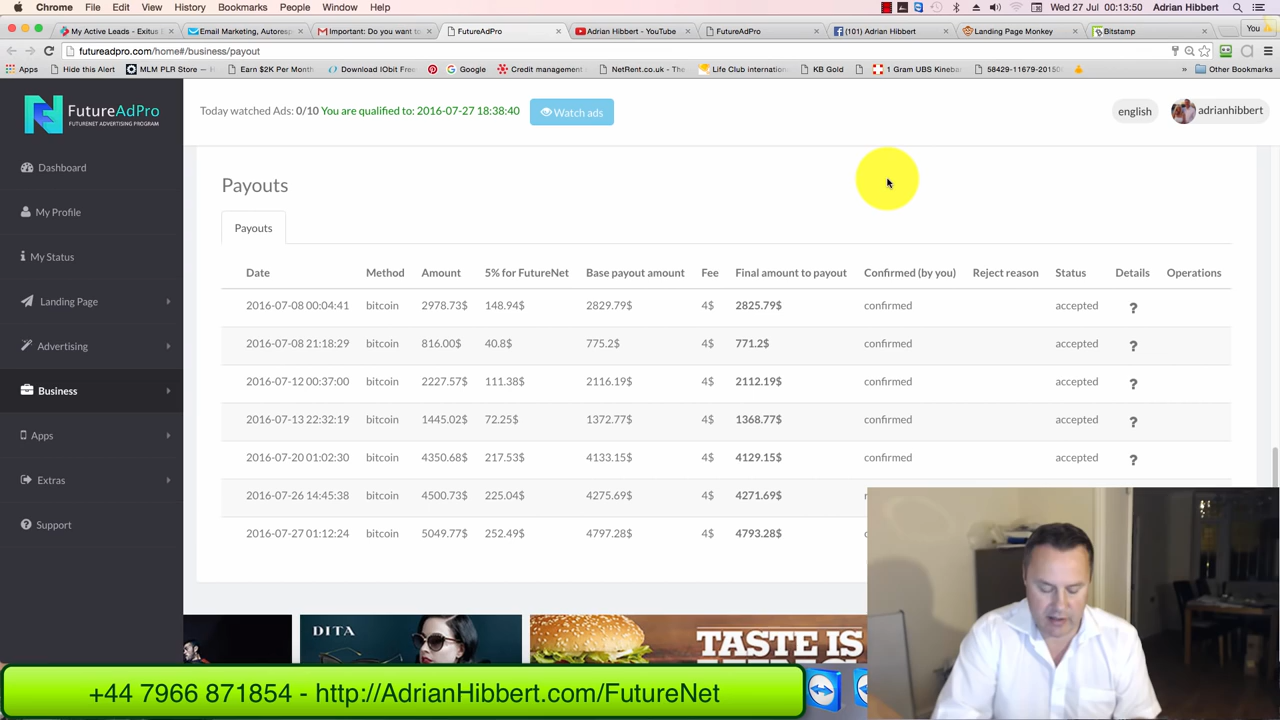 Chrome File Edit View History Bookmarks People Window Help
Wed 27 Jul 00:13:50 Adrian Hibbert
My Active Leads - Exitus E
Email Marketing, Autorespo
Important: Do you want to
FutureAdPro
Adrian Hibbert - YouTube
FutureAdPro
(101) Adrian Hibbert
Landing Page Monkey
Bitstamp
You
futureadpro.com/home#/business/payout
Apps
Hide this Alert
MLM PLR Store —
Earn $2K Per Month
Download IObit Free
Google
Credit management
NetRent.co.uk - the
Life Club internation
KB Gold
1 Gram UBS Kineba
58429-11679-20150
» Other Bookmarks
FutureAdPro
FUTURENET ADVERTISING PROGRAM
Today watched Ads: 0/10 You are qualified to: 2016-07-27 18:38:40
Watch ads
english
adrianhibbert
Dashboard
My Profile
My Status
Landing Page
Advertising
Business
Apps
Extras
Support
Payouts
Payouts
Date Method Amount 5% for FutureNet Base payout amount Fee Final amount to payout Confirmed (by you) Reject reason Status Details Operations
2016-07-08 00:04:41 bitcoin 2978.73$ 148.94$ 2829.79$ 4$ 2825.79$ confirmed accepted ?
2016-07-08 21:18:29 bitcoin 816.00$ 40.8$ 775.2$ 4$ 771.2$ confirmed accepted ?
2016-07-12 00:37:00 bitcoin 2227.57$ 111.38$ 2116.19$ 4$ 2112.19$ confirmed accepted ?
2016-07-13 22:32:19 bitcoin 1445.02$ 72.25$ 1372.77$ 4$ 1368.77$ confirmed accepted ?
2016-07-20 01:02:30 bitcoin 4350.68$ 217.53$ 4133.15$ 4$ 4129.15$ confirmed accepted ?
2016-07-26 14:45:38 bitcoin 4500.73$ 225.04$ 4275.69$ 4$ 4271.69$
2016-07-27 01:12:24 bitcoin 5049.77$ 252.49$ 4797.28$ 4$ 4793.28$
DITA
TASTE IS
+44 7966 871854 - http://AdrianHibbert.com/FutureNet